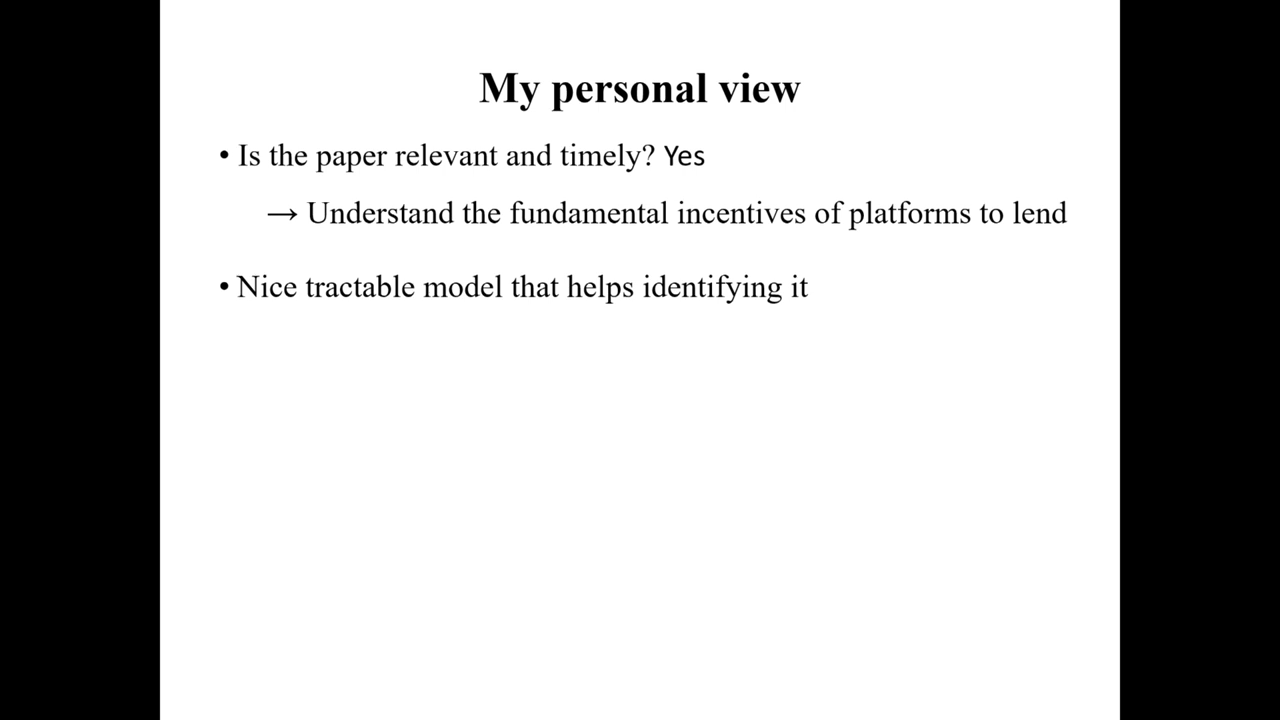 My personal view
• Is the paper relevant and timely? Yes
→ Understand the fundamental incentives of platforms to lend
• Nice tractable model that helps identifying it